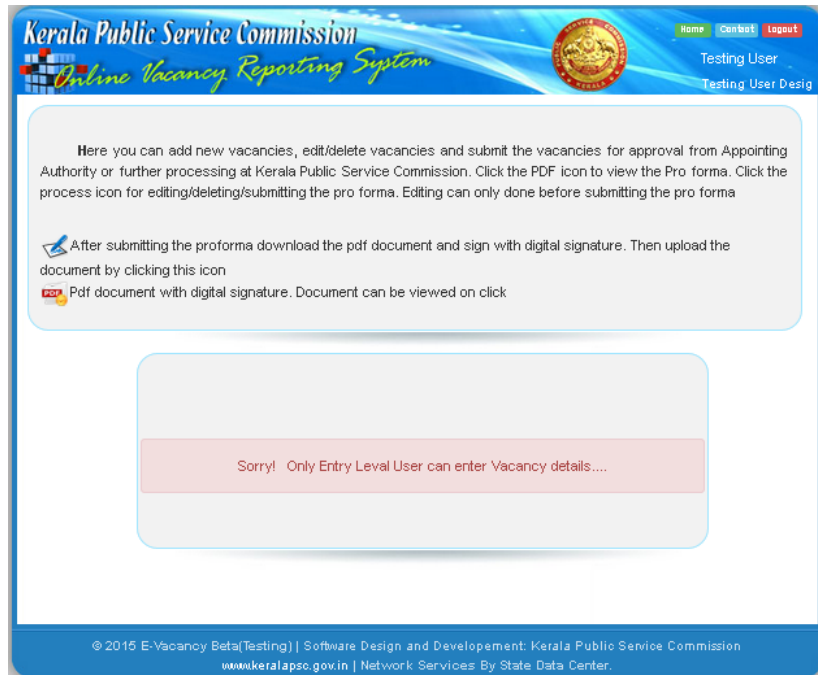 Kerala Public Service Commission
Online Vacancy Reporting System
Home Contact Logout
Testing User
Testing User Desig
Here you can add new vacancies, edit/delete vacancies and submit the vacancies for approval from Appointing
Authority or further processing at Kerala Public Service Commission. Click the PDF icon to view the Pro forma. Click the
process icon for editing/deleting/submitting the pro forma. Editing can only done before submitting the pro forma
After submitting the proforma download the pdf document and sign with digital signature. Then upload the
document by clicking this icon
PDF Pdf document with digital signature. Document can be viewed on click
Sorry! Only Entry Leval User can enter Vacancy details....
© 2015 E-Vacancy Beta(Testing) | Software Design and Developement: Kerala Public Service Commission
www.keralapsc.gov.in | Network Services By State Data Center.